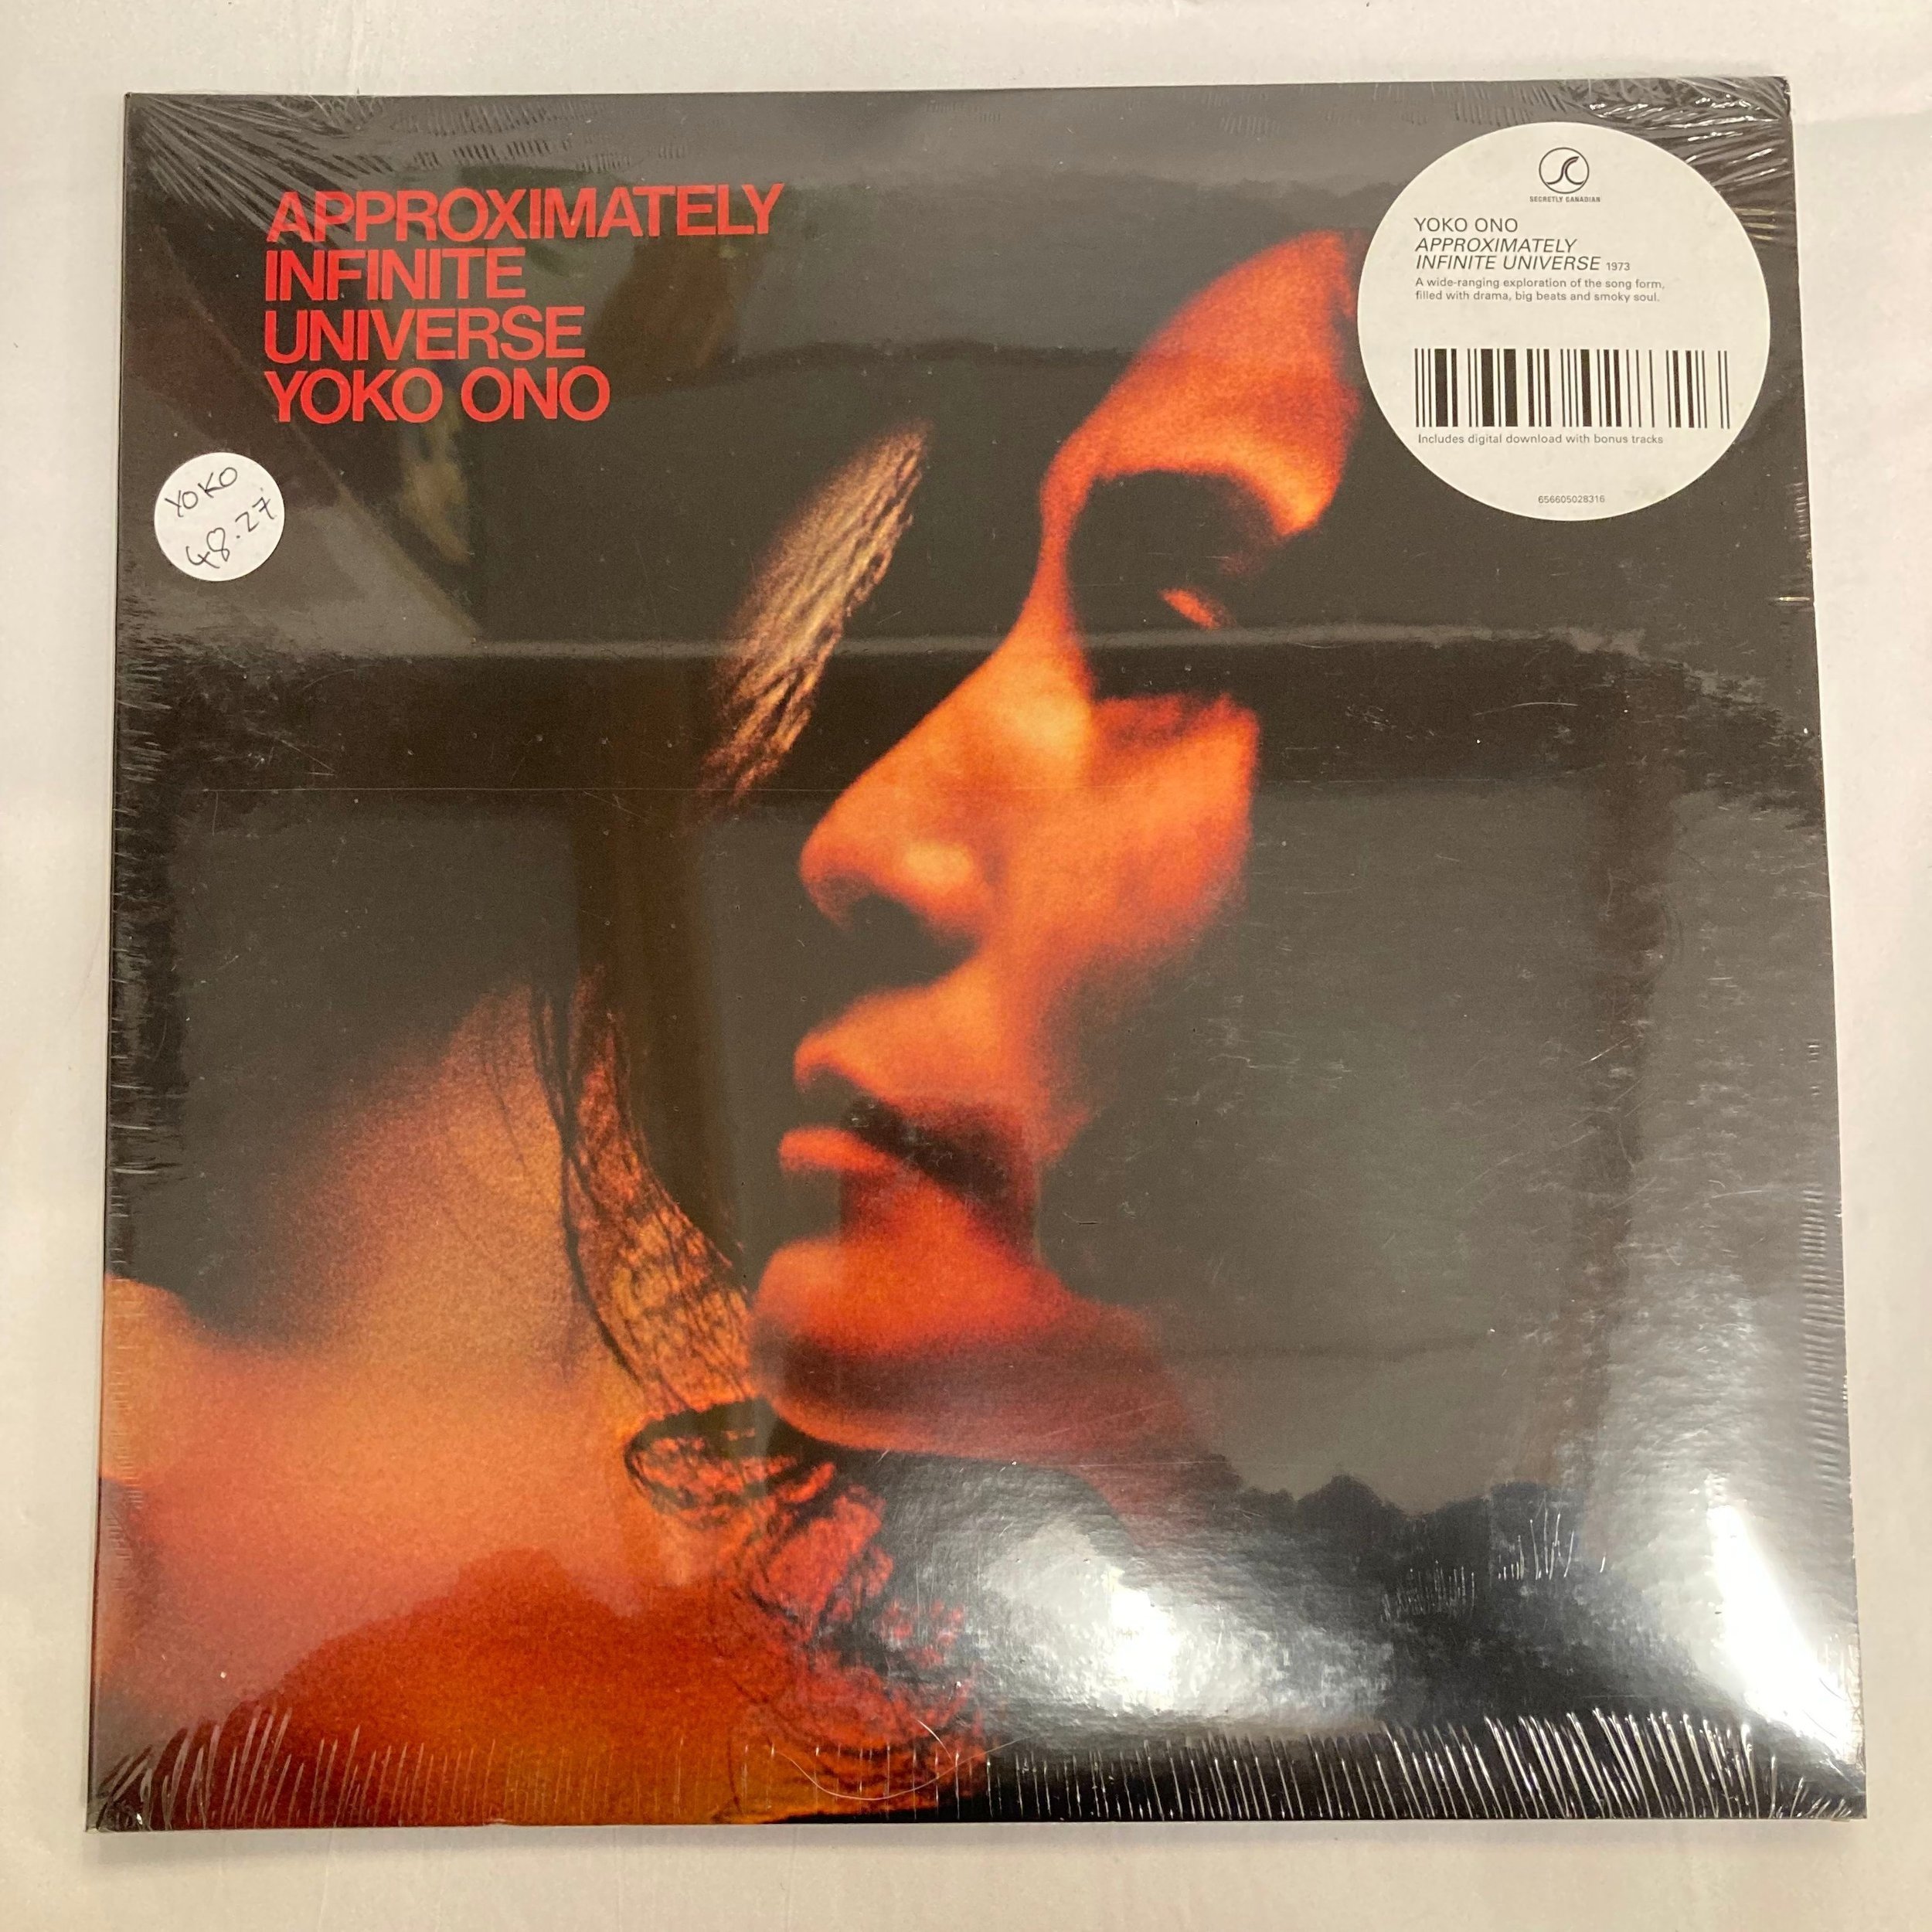 APPROXIMATELY
INFINITE
UNIVERSE
YOKO ONO
YOKO
48.27
SECRETLY CANADIAN
YOKO ONO
APPROXIMATELY
INFINITE UNIVERSE 1973
A wide-ranging exploration of the song form,
filled with drama, big beats and smoky soul.
Includes digital download with bonus tracks
656605028316